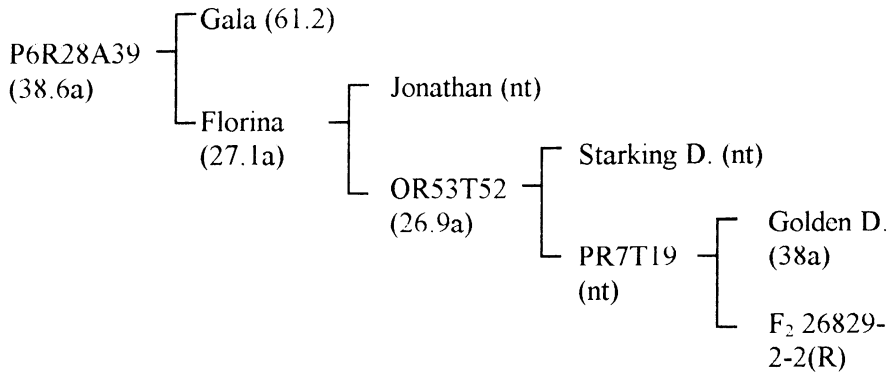 P6R28A39
(38.6a)
Gala (61.2)
Florina
(27.1a)
Jonathan (nt)
OR53T52
(26.9a)
Starking D. (nt)
PR7T19
(nt)
Golden D.
(38a)
F₂ 26829-
2-2(R)